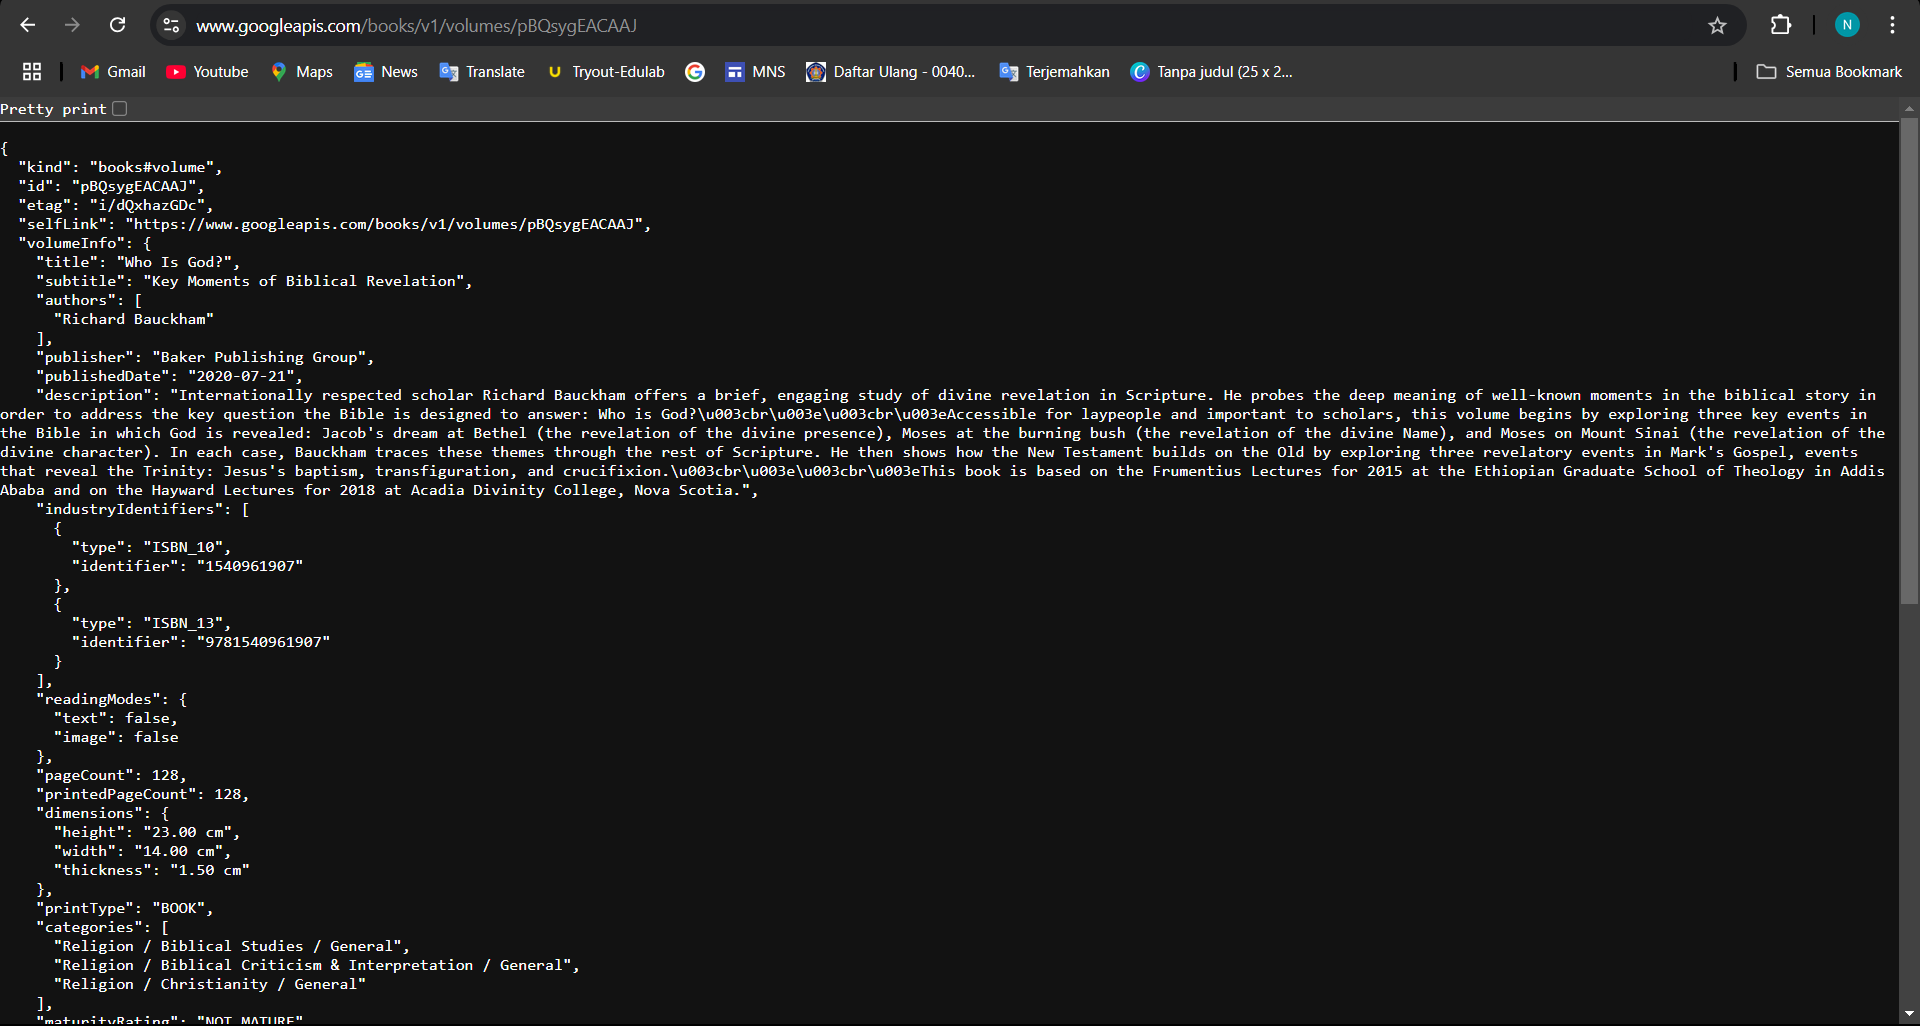 www.googleapis.com/books/v1/volumes/pBQsygEACAAJ
N
Gmail Youtube Maps News Translate Tryout-Edulab MNS Daftar Ulang - 0040... Terjemahkan Tanpa judul (25 x 2... Semua Bookmark
Pretty print
{
  "kind": "books#volume",
  "id": "pBQsygEACAAJ",
  "etag": "i/dQxhazGDc",
  "selfLink": "https://www.googleapis.com/books/v1/volumes/pBQsygEACAAJ",
  "volumeInfo": {
    "title": "Who Is God?",
    "subtitle": "Key Moments of Biblical Revelation",
    "authors": [
      "Richard Bauckham"
    ],
    "publisher": "Baker Publishing Group",
    "publishedDate": "2020-07-21",
    "description": "Internationally respected scholar Richard Bauckham offers a brief, engaging study of divine revelation in Scripture. He probes the deep meaning of well-known moments in the biblical story in
order to address the key question the Bible is designed to answer: Who is God?\u003cbr\u003e\u003cbr\u003eAccessible for laypeople and important to scholars, this volume begins by exploring three key events in
the Bible in which God is revealed: Jacob's dream at Bethel (the revelation of the divine presence), Moses at the burning bush (the revelation of the divine Name), and Moses on Mount Sinai (the revelation of the
divine character). In each case, Bauckham traces these themes through the rest of Scripture. He then shows how the New Testament builds on the Old by exploring three revelatory events in Mark's Gospel, events
that reveal the Trinity: Jesus's baptism, transfiguration, and crucifixion.\u003cbr\u003e\u003cbr\u003eThis book is based on the Frumentius Lectures for 2015 at the Ethiopian Graduate School of Theology in Addis
Ababa and on the Hayward Lectures for 2018 at Acadia Divinity College, Nova Scotia.",
    "industryIdentifiers": [
      {
        "type": "ISBN_10",
        "identifier": "1540961907"
      },
      {
        "type": "ISBN_13",
        "identifier": "9781540961907"
      }
    ],
    "readingModes": {
      "text": false,
      "image": false
    },
    "pageCount": 128,
    "printedPageCount": 128,
    "dimensions": {
      "height": "23.00 cm",
      "width": "14.00 cm",
      "thickness": "1.50 cm"
    },
    "printType": "BOOK",
    "categories": [
      "Religion / Biblical Studies / General",
      "Religion / Biblical Criticism & Interpretation / General",
      "Religion / Christianity / General"
    ],
    "maturityRating": "NOT_MATURE"